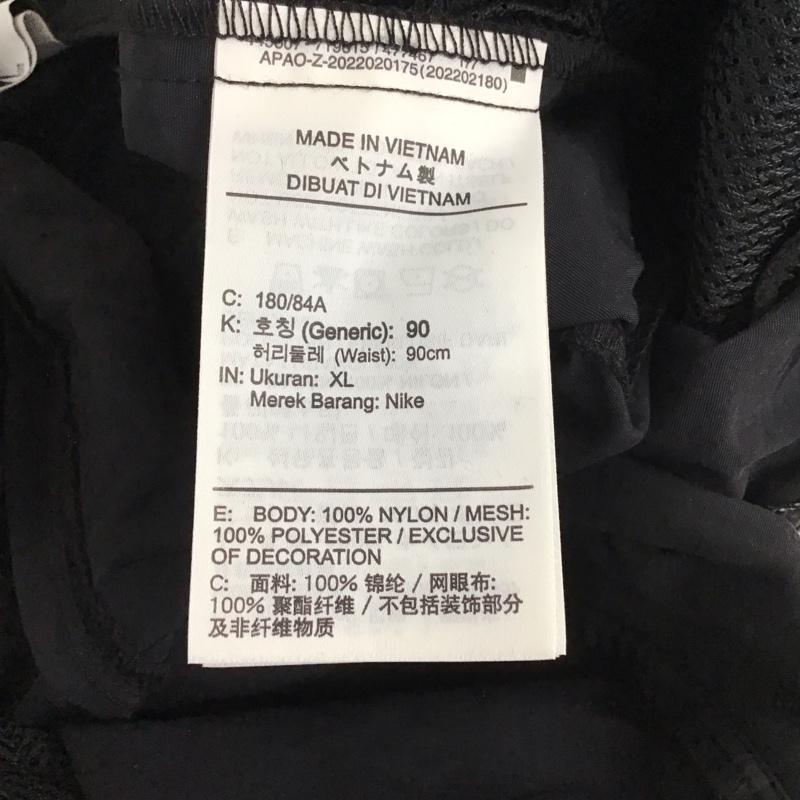 APAO-Z-2022020175(202202180)
MADE IN VIETNAM
ベトナム製
DIBUAT DI VIETNAM
C: 180/84A
K: 호칭 (Generic): 90
허리둘레 (Waist): 90cm
IN: Ukuran: XL
Merek Barang: Nike
E: BODY: 100% NYLON / MESH:
100% POLYESTER / EXCLUSIVE
OF DECORATION
C: 面料: 100% 锦纶 / 网眼布:
100% 聚酯纤维 / 不包括装饰部分
及非纤维物质